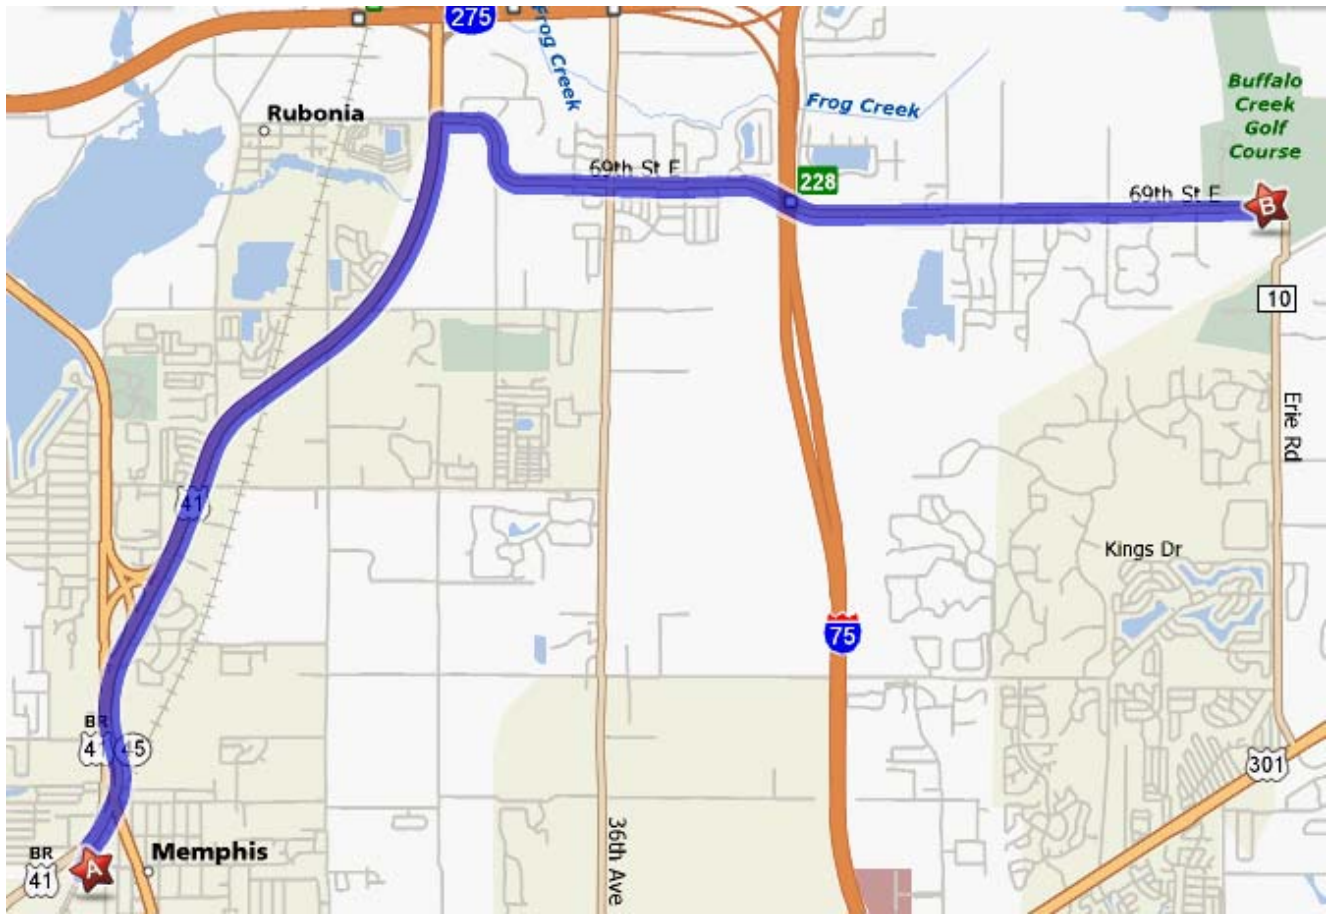 275
Frog Creek
Rubonia
Frog Creek
Buffalo
Creek
Golf
Course
69th St E
228
69th St E
B
10
Erie Rd
41
Kings Dr
75
BR
41
45
301
36th Ave
BR
41
A
Memphis